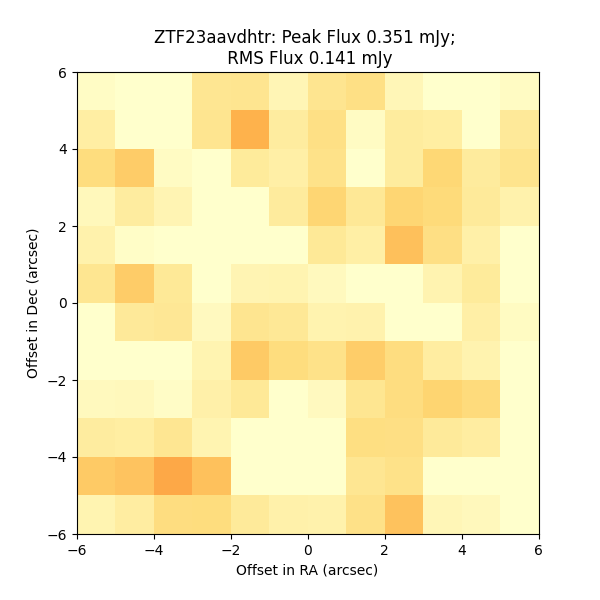 ZTF23aavdhtr: Peak Flux 0.351 mJy;
RMS Flux 0.141 mJy
6
4
2
0
−2
−4
−6
Offset in Dec (arcsec)
−6 −4 −2 0 2 4 6
Offset in RA (arcsec)